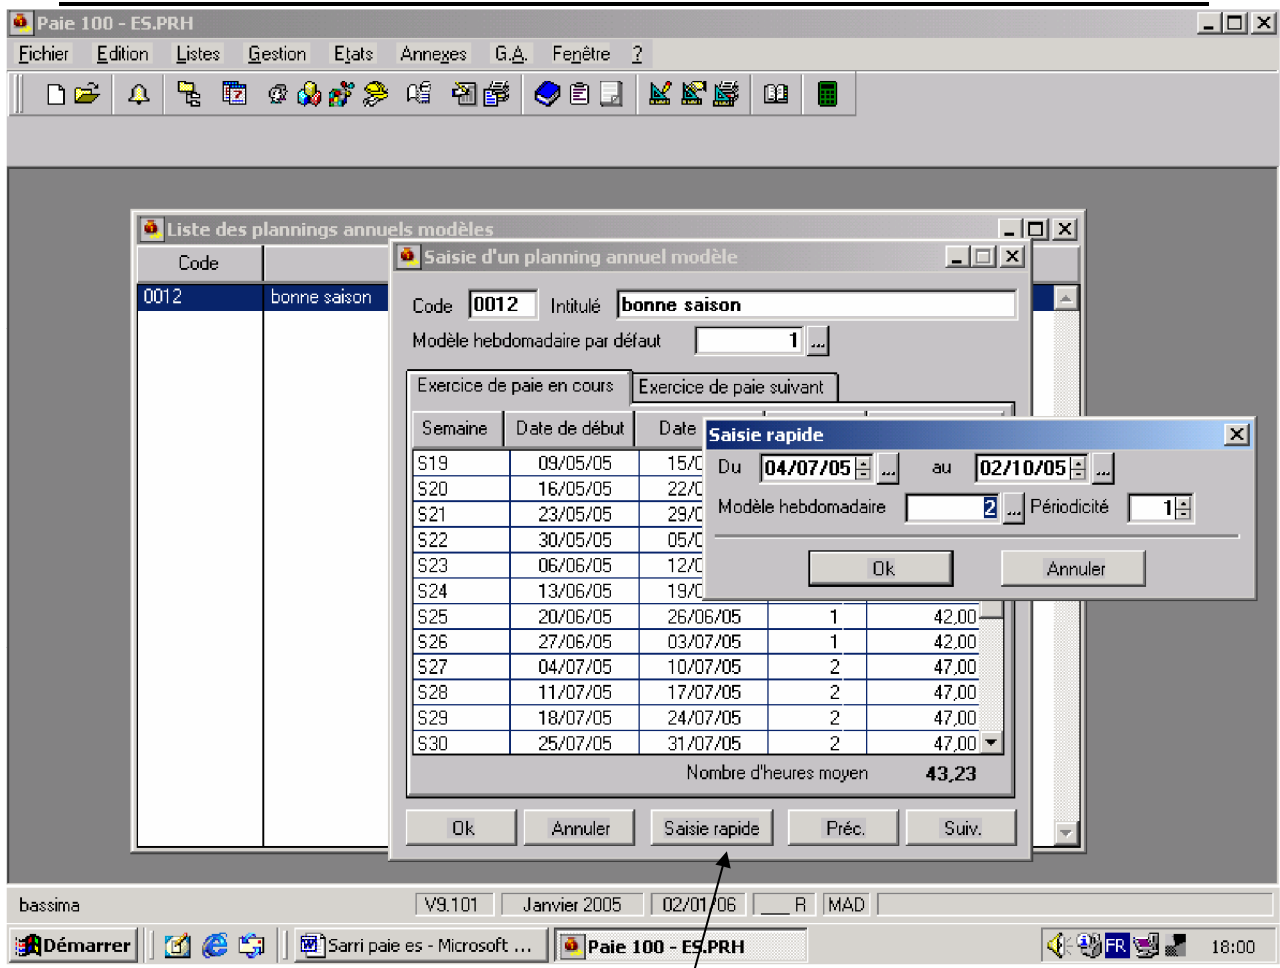 Paie 100 - ES.PRH
Fichier Edition Listes Gestion Etats Annexes G.A. Fenêtre ?
Liste des plannings annuels modèles
Code
0012 bonne saison
Saisie d'un planning annuel modèle
Code 0012 Intitulé bonne saison
Modèle hebdomadaire par défaut 1 ...
Exercice de paie en cours Exercice de paie suivant
Semaine Date de début Date
S19 09/05/05 15/0
S20 16/05/05 22/0
S21 23/05/05 29/0
S22 30/05/05 05/0
S23 06/06/05 12/0
S24 13/06/05 19/0
S25 20/06/05 26/06/05 1 42,00
S26 27/06/05 03/07/05 1 42,00
S27 04/07/05 10/07/05 2 47,00
S28 11/07/05 17/07/05 2 47,00
S29 18/07/05 24/07/05 2 47,00
S30 25/07/05 31/07/05 2 47,00
Nombre d'heures moyen 43,23
Ok Annuler Saisie rapide Préc. Suiv.
Saisie rapide
Du 04/07/05 ... au 02/10/05 ...
Modèle hebdomadaire 2 ... Périodicité 1
Ok Annuler
bassima V9.101 Janvier 2005 02/01/06 ___ R MAD
Démarrer Sarri paie es - Microsoft ... Paie 100 - ES.PRH FR 18:00